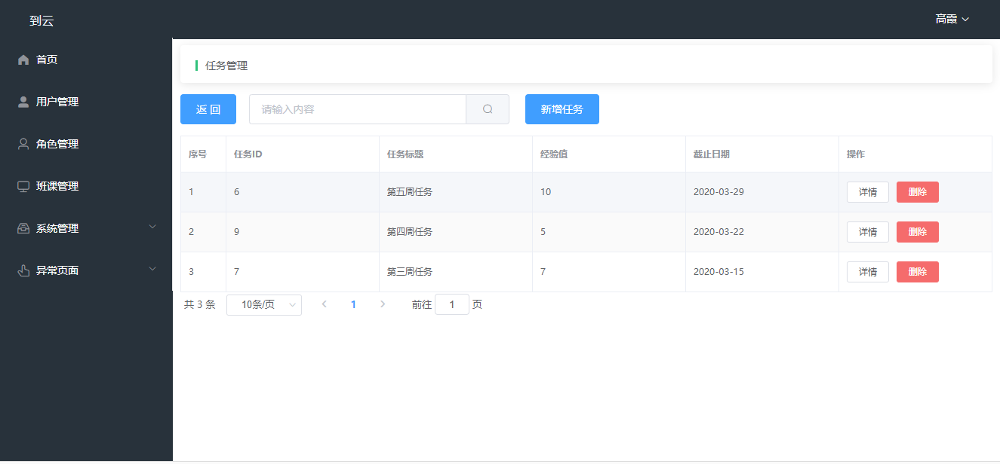 到云
高霞
首页
用户管理
角色管理
班课管理
系统管理
异常页面
任务管理
返 回 请输入内容 新增任务
序号 任务ID 任务标题 经验值 截止日期 操作
1 6 第五周任务 10 2020-03-29 详情 删除
2 9 第四周任务 5 2020-03-22 详情 删除
3 7 第三周任务 7 2020-03-15 详情 删除
共 3 条 10条/页 1 前往 1 页